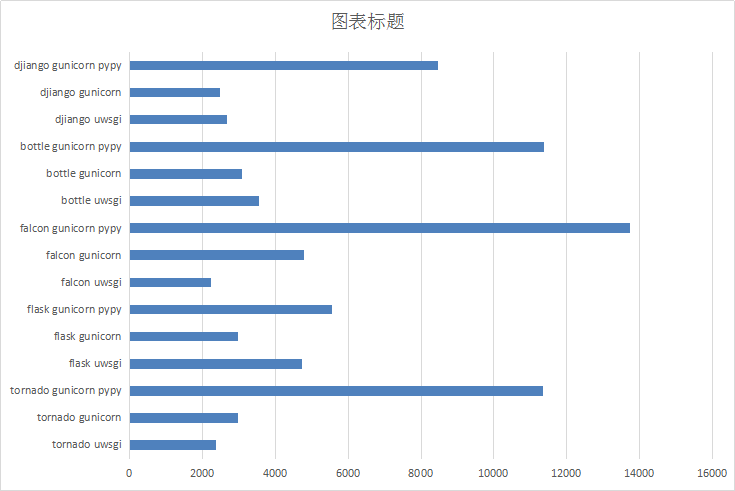 图表标题
djiango gunicorn pypy
djiango gunicorn
djiango uwsgi
bottle gunicorn pypy
bottle gunicorn
bottle uwsgi
falcon gunicorn pypy
falcon gunicorn
falcon uwsgi
flask gunicorn pypy
flask gunicorn
flask uwsgi
tornado gunicorn pypy
tornado gunicorn
tornado uwsgi
0 2000 4000 6000 8000 10000 12000 14000 16000